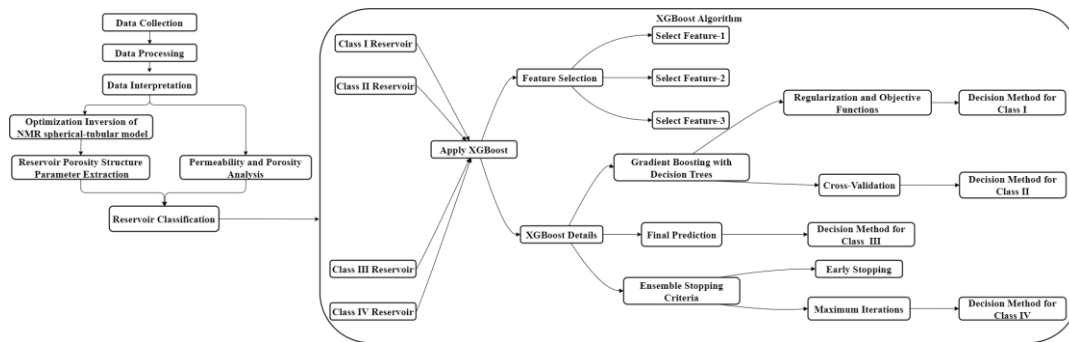 Data Collection
Data Processing
Data Interpretation
Optimization Inversion of
NMR spherical-tubular model
Reservoir Porosity Structure
Parameter Extraction
Permeability and Porosity
Analysis
Reservoir Classification
XGBoost Algorithm
Class I Reservoir
Class II Reservoir
Class III Reservoir
Class IV Reservoir
Apply XGBoost
Feature Selection
Select Feature-1
Select Feature-2
Select Feature-3
XGBoost Details
Gradient Boosting with
Decision Trees
Regularization and Objective
Functions
Decision Method for
Class I
Cross-Validation
Decision Method for
Class II
Final Prediction
Decision Method for
Class III
Ensemble Stopping
Criteria
Early Stopping
Maximum Iterations
Decision Method for
Class IV